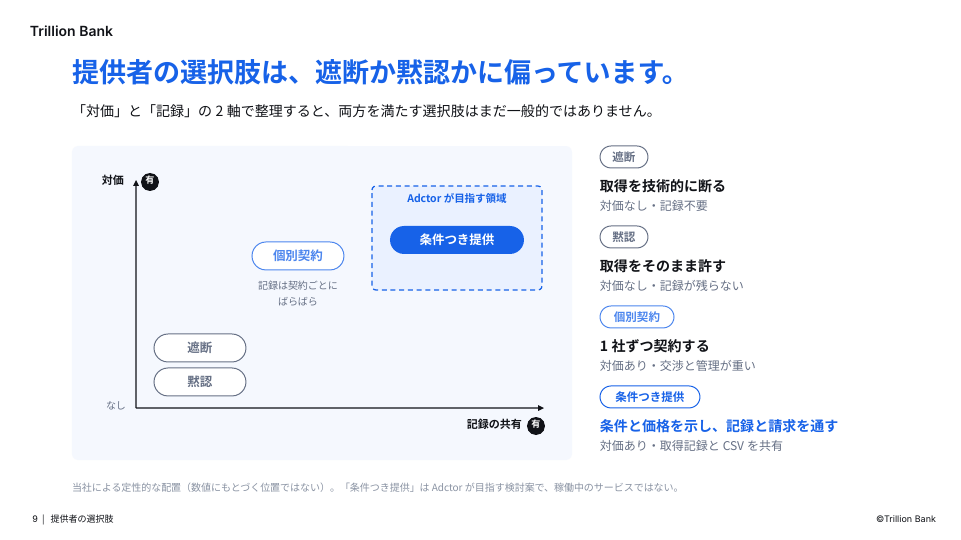 Trillion Bank
提供者の選択肢は、遮断か黙認かに偏っています。
「対価」と「記録」の 2 軸で整理すると、両方を満たす選択肢はまだ一般的ではありません。
対価 有
Adctor が目指す領域
条件つき提供
個別契約
記録は契約ごとに
ばらばら
遮断
黙認
なし
記録の共有 有
遮断
取得を技術的に断る
対価なし・記録不要
黙認
取得をそのまま許す
対価なし・記録が残らない
個別契約
1 社ずつ契約する
対価あり・交渉と管理が重い
条件つき提供
条件と価格を示し、記録と請求を通す
対価あり・取得記録と CSV を共有
当社による定性的な配置（数値にもとづく位置ではない）。「条件つき提供」は Adctor が目指す検討案で、稼働中のサービスではない。
9 | 提供者の選択肢
©Trillion Bank